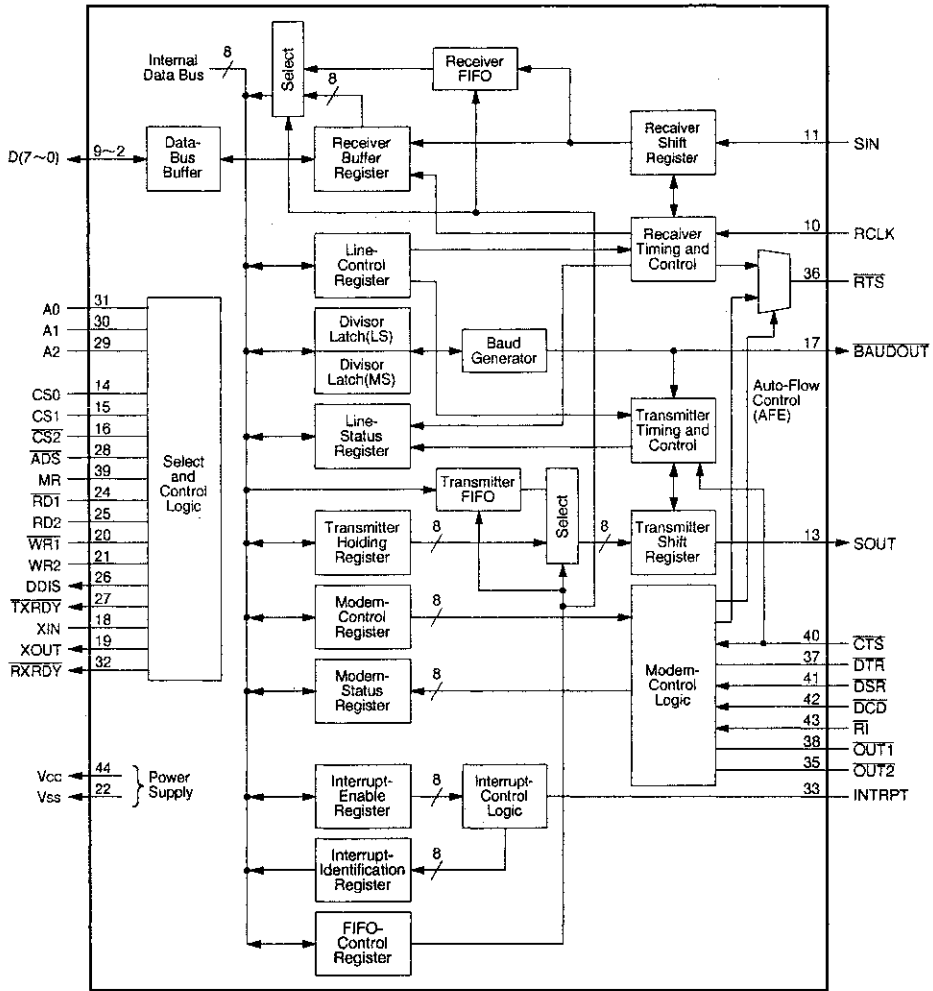 Internal
Data Bus
8
Select
Receiver
FIFO
8
D(7~0)
9~2
Data-
Bus
Buffer
Receiver
Buffer
Register
Recaiver
Shift
Register
11
SIN
Receiver
Timing and
Control
10
RCLK
36
RTS
Line-
Control
Register
A0
31
A1
30
A2
29
CS0
14
CS1
15
CS2
16
ADS
28
MR
39
RD1
24
RD2
25
WR1
20
WR2
21
DDIS
26
TXRDY
27
XIN
18
XOUT
19
RXRDY
32
Select
and
Control
Logic
Divisor
Latch(LS)
Divisor
Latch(MS)
Baud
Generator
17
BAUDOUT
Auto-Flow
Control
(AFE)
Line-
Status
Register
Transmitter
Timing and
Control
Transmitter
FIFO
Select
Transmitter
Holding
Register
8
8
Transmitter
Shift
Register
13
SOUT
Modem-
Control
Register
8
Modem-
Control
Logic
40
CTS
37
DTR
41
DSR
42
DCD
43
RI
38
OUT1
35
OUT2
Modem-
Status
Register
8
Vcc
44
Vss
22
Power
Supply
Interrupt-
Enable
Register
8
Interrupt-
Control
Logic
33
INTRPT
Interrupt-
Identification
Register
8
FIFO-
Control
Register